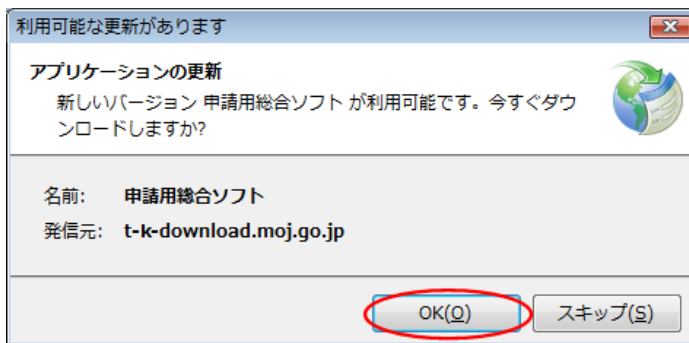 利用可能な更新があります
アプリケーションの更新
新しいバージョン 申請用総合ソフト が利用可能です。今すぐダウ
ンロードしますか?
名前: 申請用総合ソフト
発信元: t-k-download.moj.go.jp
OK(O) スキップ(S)